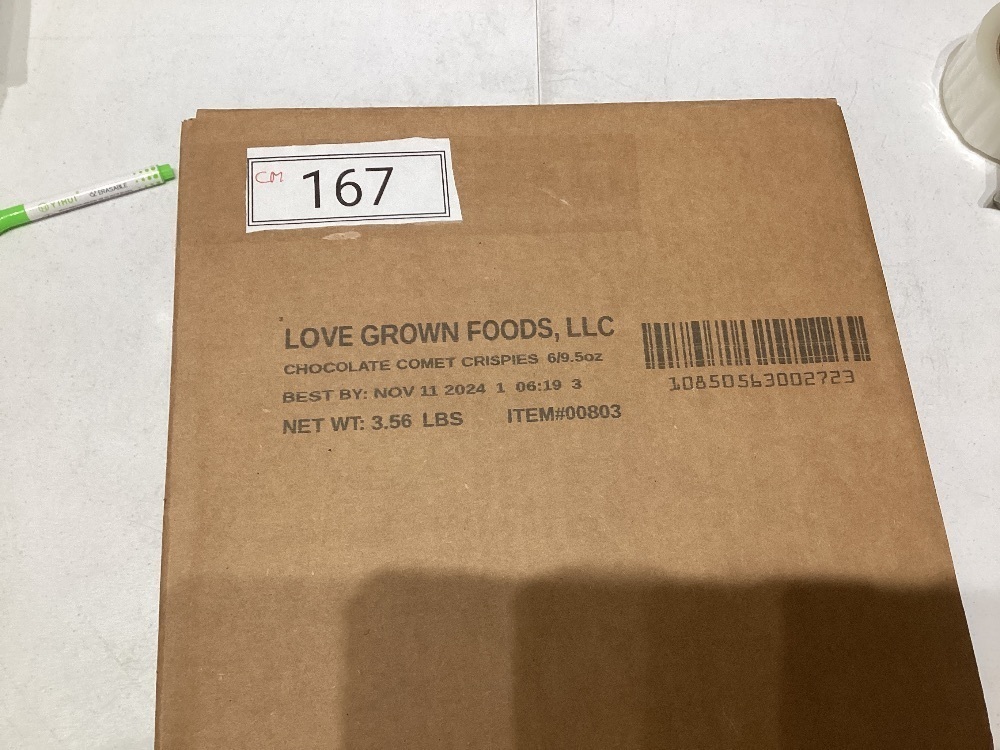 CM 167
YIHUI ERASABLE
LOVE GROWN FOODS, LLC
CHOCOLATE COMET CRISPIES 6/9.5oz
BEST BY: NOV 11 2024 1 06:19 3
NET WT: 3.56 LBS ITEM#00803
10850563002723